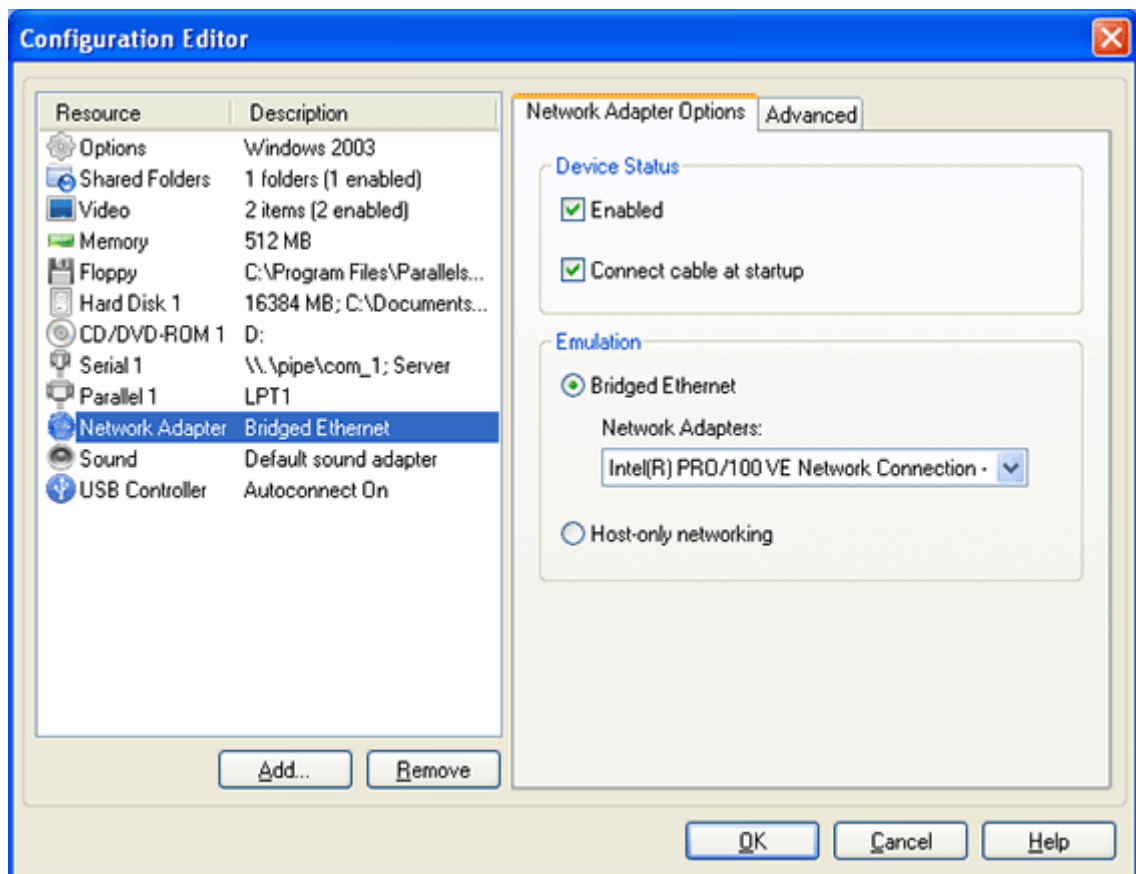 Configuration Editor
Resource Description
Options Windows 2003
Shared Folders 1 folders (1 enabled)
Video 2 items (2 enabled)
Memory 512 MB
Floppy C:\Program Files\Parallels...
Hard Disk 1 16384 MB; C:\Documents...
CD/DVD-ROM 1 D:
Serial 1 \\.\pipe\com_1; Server
Parallel 1 LPT1
Network Adapter Bridged Ethernet
Sound Default sound adapter
USB Controller Autoconnect On
Add... Remove
Network Adapter Options Advanced
Device Status
Enabled
Connect cable at startup
Emulation
Bridged Ethernet
Network Adapters:
Intel(R) PRO/100 VE Network Connection -
Host-only networking
OK Cancel Help